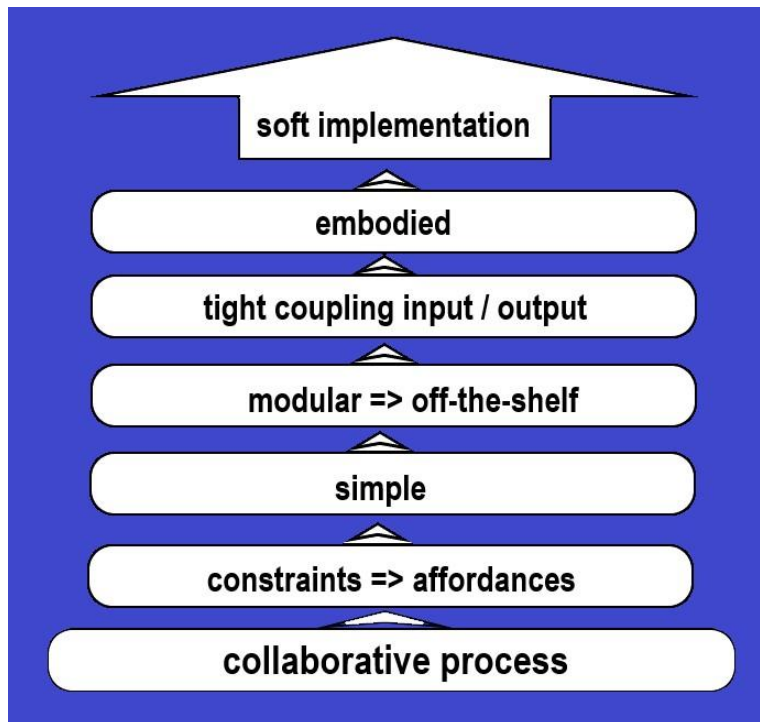 soft implementation
embodied
tight coupling input / output
modular => off-the-shelf
simple
constraints => affordances
collaborative process